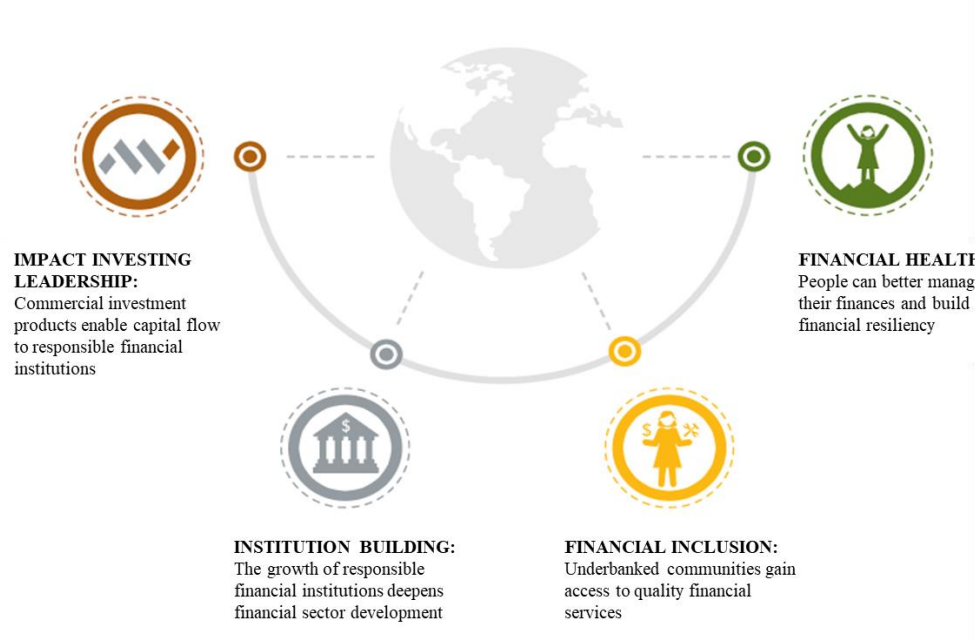 IMPACT INVESTING
LEADERSHIP:
Commercial investment
products enable capital flow
to responsible financial
institutions
$
INSTITUTION BUILDING:
The growth of responsible
financial institutions deepens
financial sector development
$
FINANCIAL INCLUSION:
Underbanked communities gain
access to quality financial
services
FINANCIAL HEALTH
People can better manag
their finances and build
financial resiliency